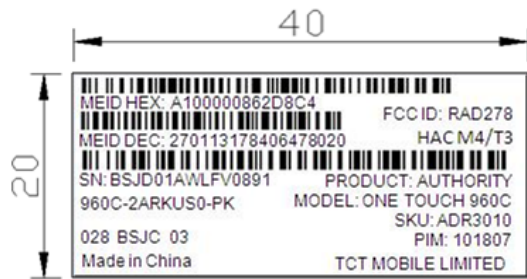 40
20
MEID HEX: A100000862D8C4
FCC ID: RAD278
MEID DEC: 270113178406478020
HAC M4/T3
SN: BSJD01AWLFV0891
PRODUCT: AUTHORITY
960C-2ARKUS0-PK
MODEL: ONE TOUCH 960C
SKU: ADR3010
028 BSJC 03
PIM: 101807
Made in China
TCT MOBILE LIMITED